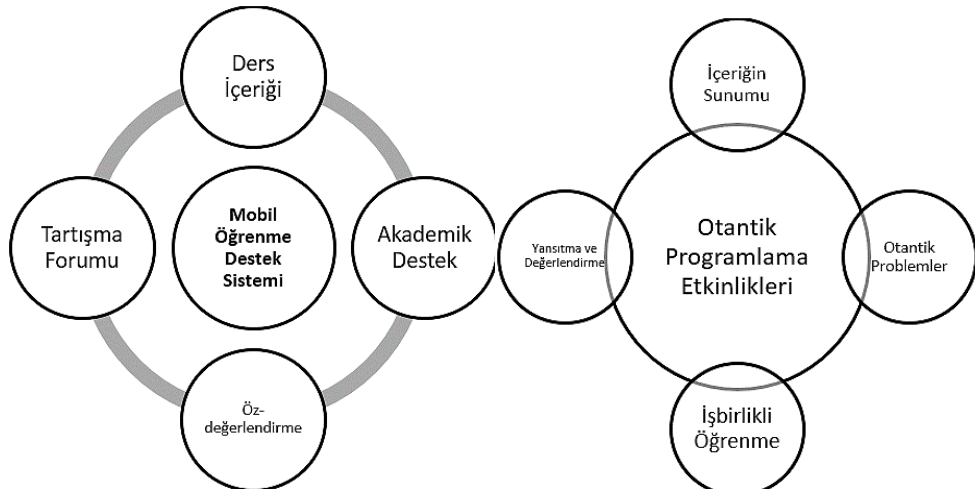 Ders
İçeriği
Tartışma
Forumu
Mobil
Öğrenme
Destek
Sistemi
Akademik
Destek
Öz-
değerlendirme
İçeriğin
Sunumu
Yansıtma ve
Değerlendirme
Otantik
Programlama
Etkinlikleri
Otantik
Problemler
İşbirlikli
Öğrenme